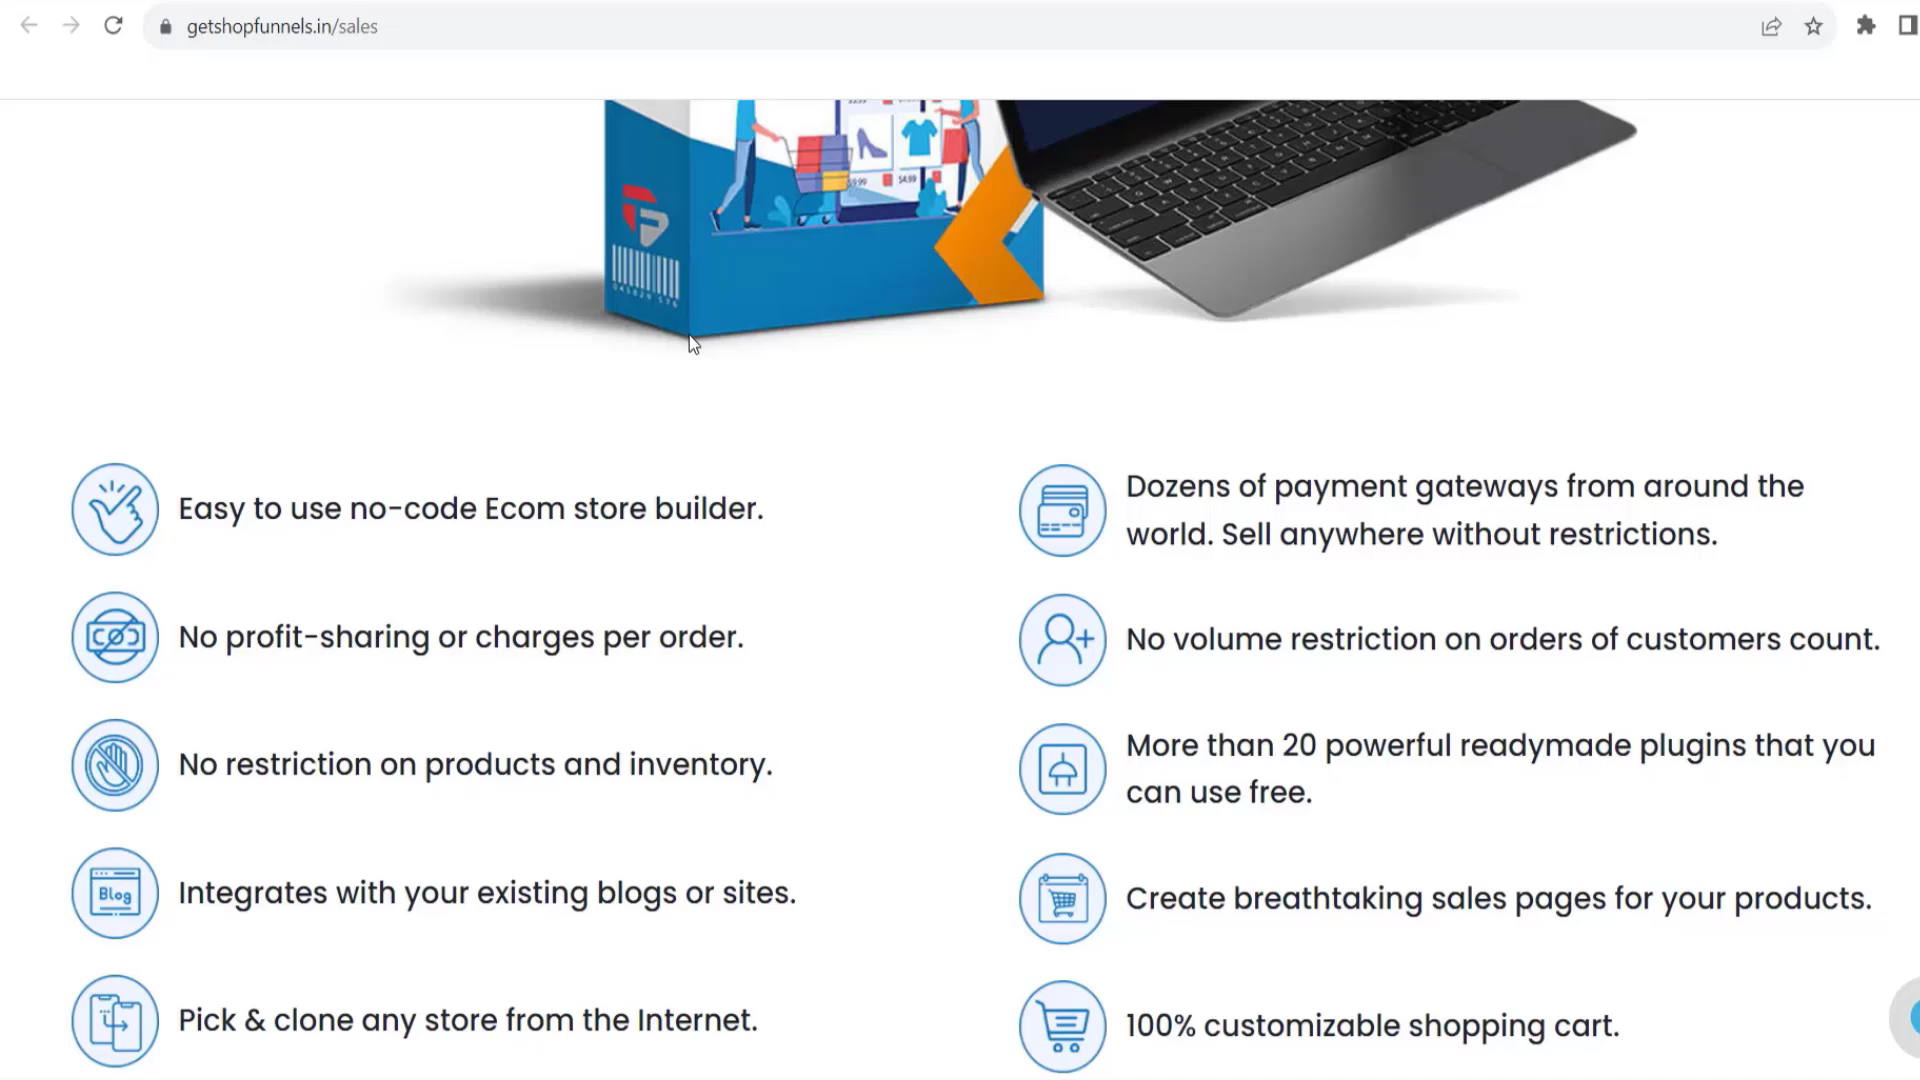 getshopfunnels.in/sales
$9.99
$4.99
Easy to use no-code Ecom store builder.
Dozens of payment gateways from around the
world. Sell anywhere without restrictions.
No profit-sharing or charges per order.
No volume restriction on orders of customers count.
No restriction on products and inventory.
More than 20 powerful readymade plugins that you
can use free.
Blog
Integrates with your existing blogs or sites.
Create breathtaking sales pages for your products.
Pick & clone any store from the Internet.
100% customizable shopping cart.